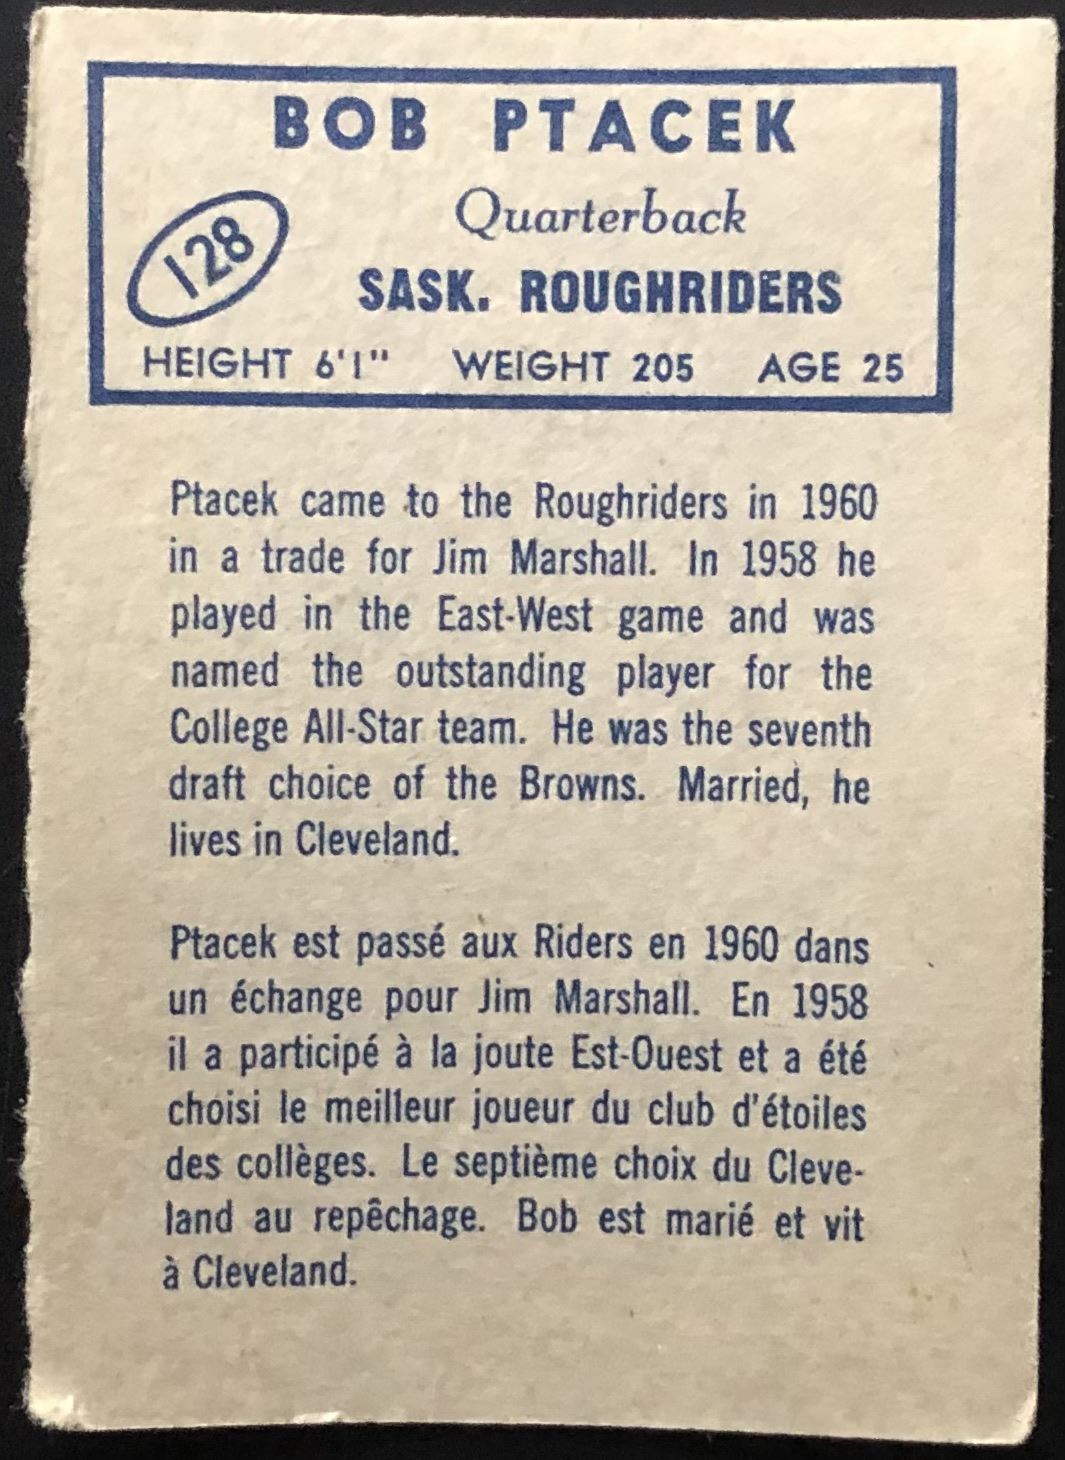 BOB PTACEK
Quarterback
128
SASK. ROUGHRIDERS
HEIGHT 6'1" WEIGHT 205 AGE 25
Ptacek came to the Roughriders in 1960
in a trade for Jim Marshall. In 1958 he
played in the East-West game and was
named the outstanding player for the
College All-Star team. He was the seventh
draft choice of the Browns. Married, he
lives in Cleveland.
Ptacek est passé aux Riders en 1960 dans
un échange pour Jim Marshall. En 1958
il a participé à la joute Est-Ouest et a été
choisi le meilleur joueur du club d'étoiles
des collèges. Le septième choix du Cleve-
land au repêchage. Bob est marié et vit
à Cleveland.